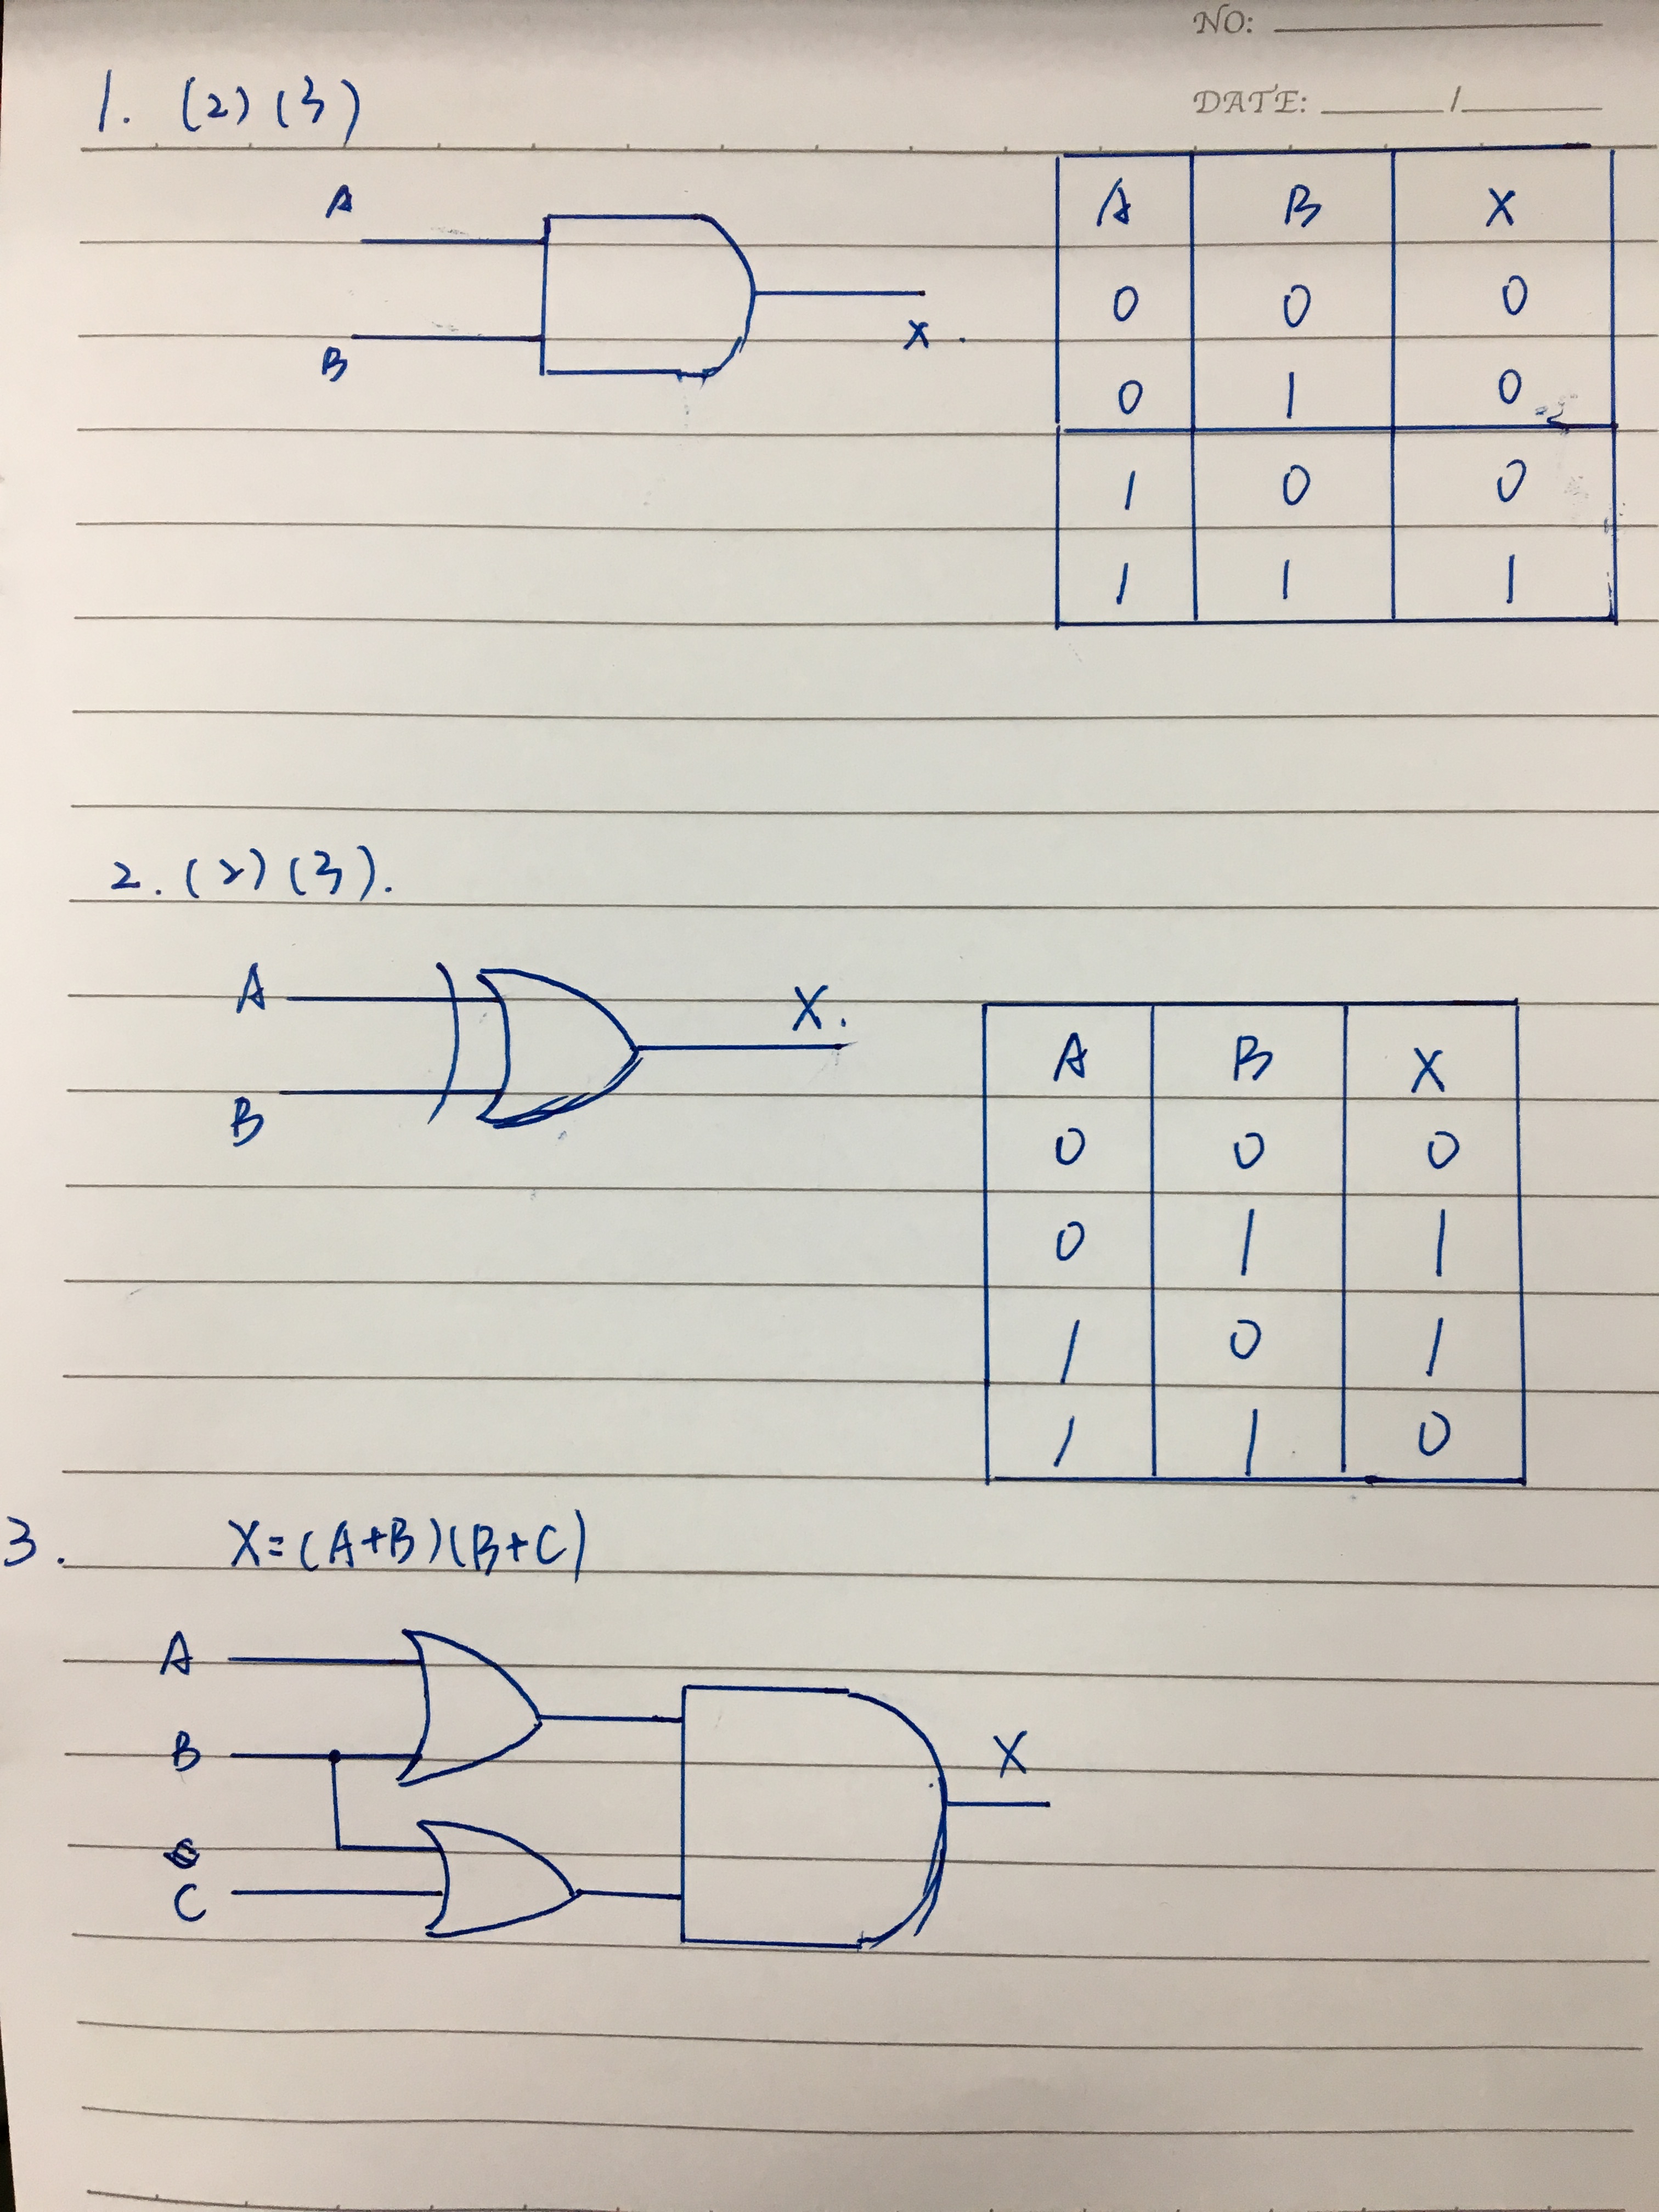 NO:
DATE: /
1. (2) (3)
A
B
X.
A B X
0 0 0
0 1 0
1 0 0
1 1 1
2. (2) (3).
A
B
X.
A B X
0 0 0
0 1 1
1 0 1
1 1 0
3. X=(A+B)(B+C)
A
B
C
X